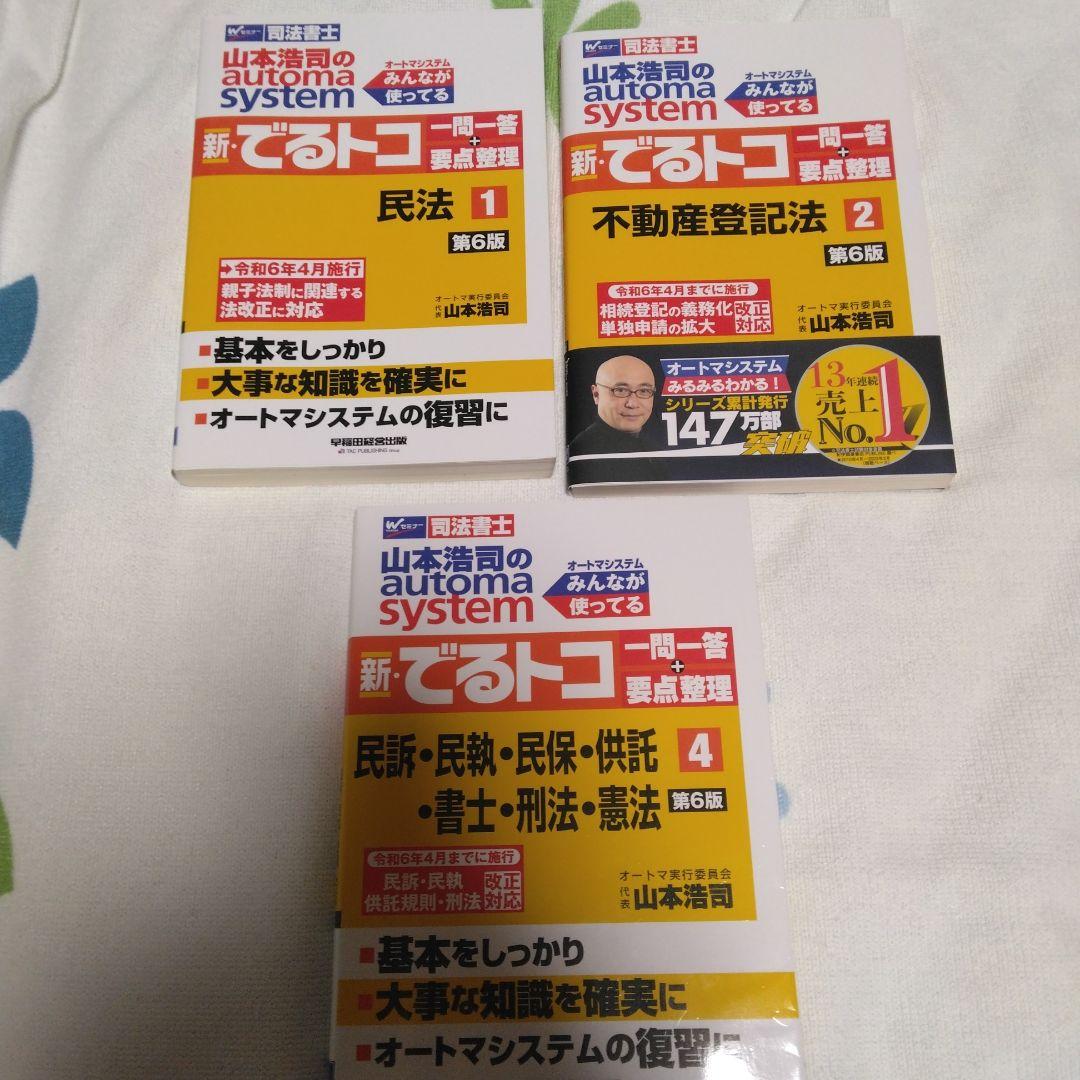 Wセミナー 司法書士
山本浩司の
automa
system
オートマシステム
みんなが
使ってる
新・でるトコ
一問一答
+
要点整理
民法 1
第6版
→令和6年4月施行
親子法制に関連する
法改正に対応
オートマ実行委員会
代表 山本浩司
■基本をしっかり
■大事な知識を確実に
■オートマシステムの復習に
早稲田経営出版
TAC PUBLISHING Group
Wセミナー 司法書士
山本浩司の
automa
system
オートマシステム
みんなが
使ってる
新・でるトコ
一問一答
+
要点整理
不動産登記法 2
第6版
令和6年4月までに施行
相続登記の義務化
単独申請の拡大
改正
対応
オートマ実行委員会
代表 山本浩司
オートマシステム
みるみるわかる!
シリーズ累計発行
147万部
突破
13年連続
売上
No.1
Wセミナー 司法書士
山本浩司の
automa
system
オートマシステム
みんなが
使ってる
新・でるトコ
一問一答
+
要点整理
民訴・民執・民保・供託
・書士・刑法・憲法
4
第6版
令和6年4月までに施行
民訴・民執
供託規則・刑法
改正
対応
オートマ実行委員会
代表 山本浩司
■基本をしっかり
■大事な知識を確実に
■オートマシステムの復習に